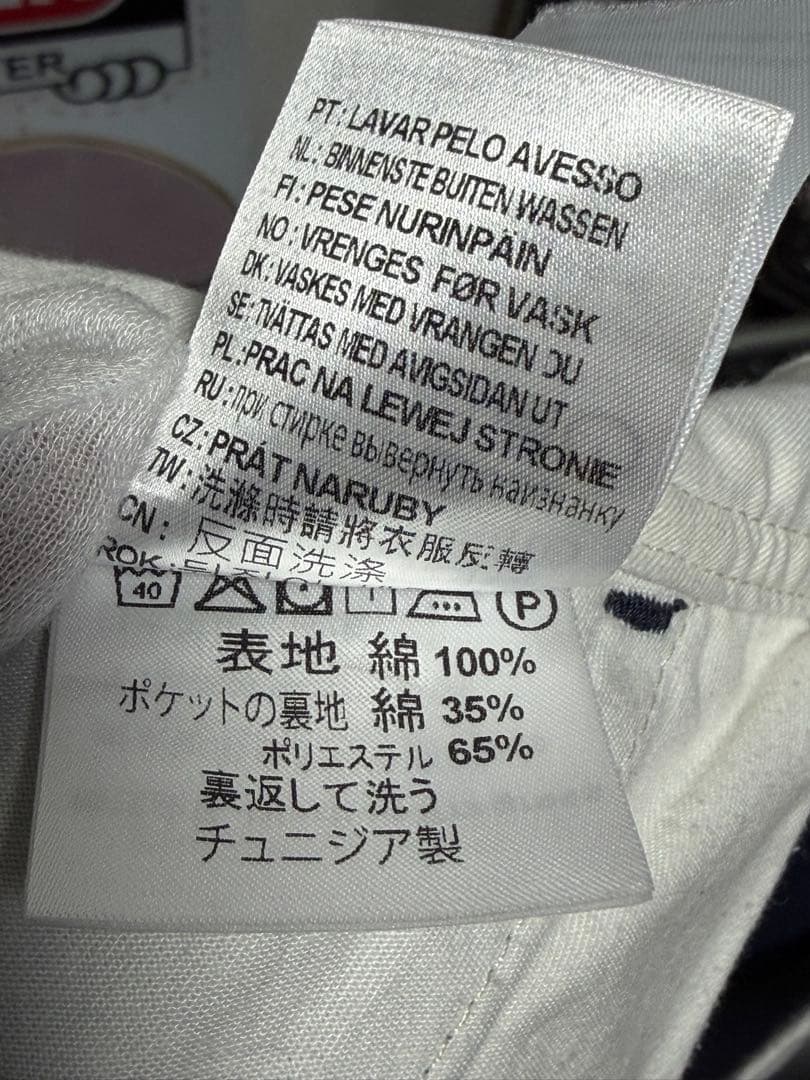 ER
PT: LAVAR PELO AVESSO
NL: BINNENSTE BUITEN WASSEN
FI: PESE NURINPÄIN
NO: VRENGES FØR VASK
DK: VASKES MED VRANGEN UD
SE: TVÄTTAS MED AVIGSIDAN UT
PL: PRAC NA LEWEJ STRONIE
RU: при стирке вывернуть наизнанку
CZ: PRÁT NARUBY
TW: 洗滌時請將衣服反轉
CN: 反面洗涤
ROK:
40 P
表地 綿 100%
ポケットの裏地 綿 35%
ポリエステル 65%
裏返して洗う
チュニジア製